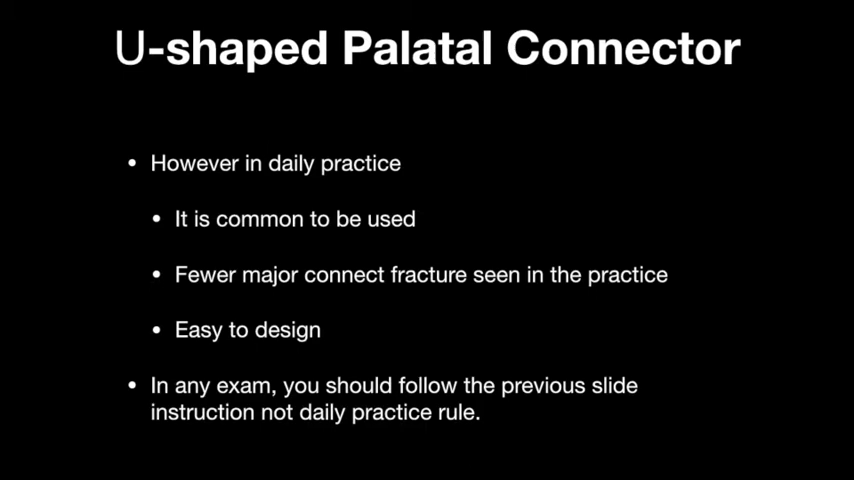 U-shaped Palatal Connector
• However in daily practice
• It is common to be used
• Fewer major connect fracture seen in the practice
• Easy to design
• In any exam, you should follow the previous slide
instruction not daily practice rule.